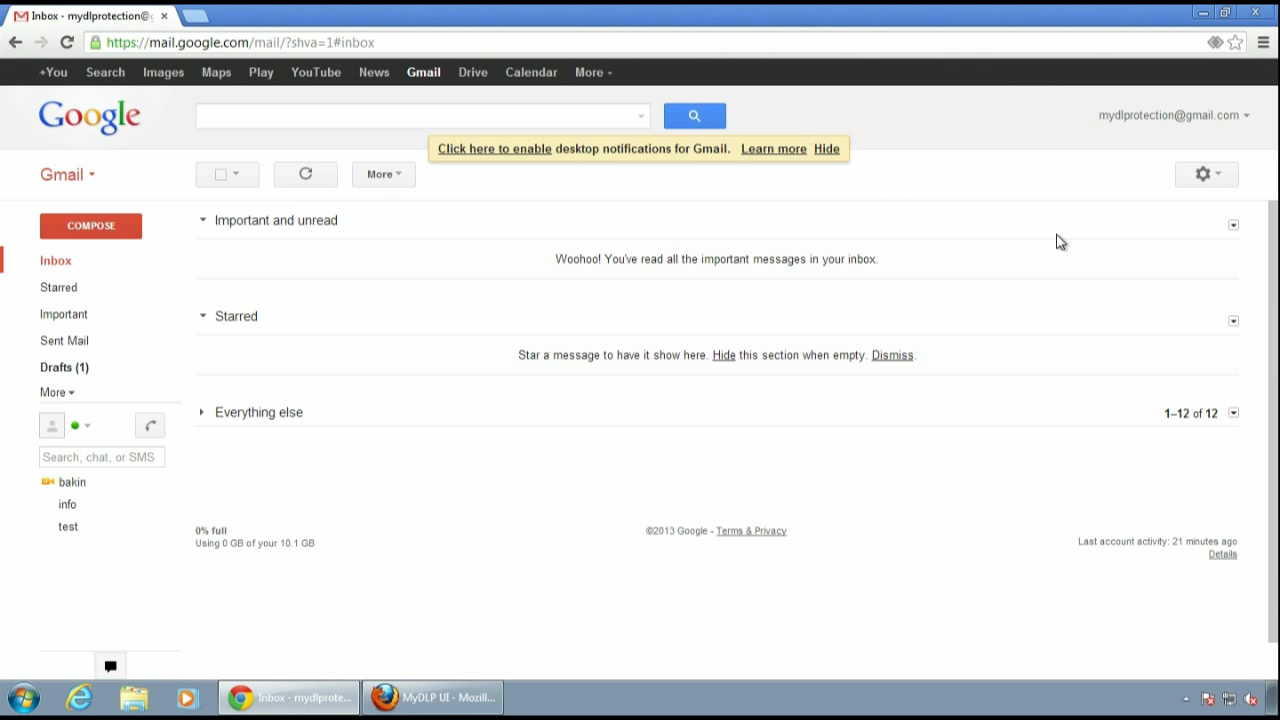 Inbox - mydlprotection@g
https://mail.google.com/mail/?shva=1#inbox
+You Search Images Maps Play YouTube News Gmail Drive Calendar More
Google
mydlprotection@gmail.com
Click here to enable desktop notifications for Gmail. Learn more Hide
Gmail
More
COMPOSE
Inbox
Starred
Important
Sent Mail
Drafts (1)
More
Search, chat, or SMS
bakin
info
test
Important and unread
Woohoo! You've read all the important messages in your inbox.
Starred
Star a message to have it show here. Hide this section when empty. Dismiss.
Everything else
1–12 of 12
0% full
Using 0 GB of your 10.1 GB
©2013 Google - Terms & Privacy
Last account activity: 21 minutes ago
Details
Inbox - mydlprote...
MyDLP UI - Mozill...